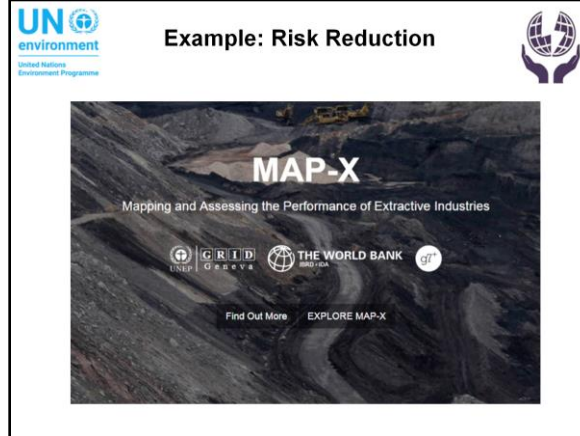 UN
environment
United Nations
Environment Programme
Example: Risk Reduction
MAP-X
Mapping and Assessing the Performance of Extractive Industries
UNEP
GRID
Geneva
THE WORLD BANK
IBRD • IDA
g7+
Find Out More
EXPLORE MAP-X